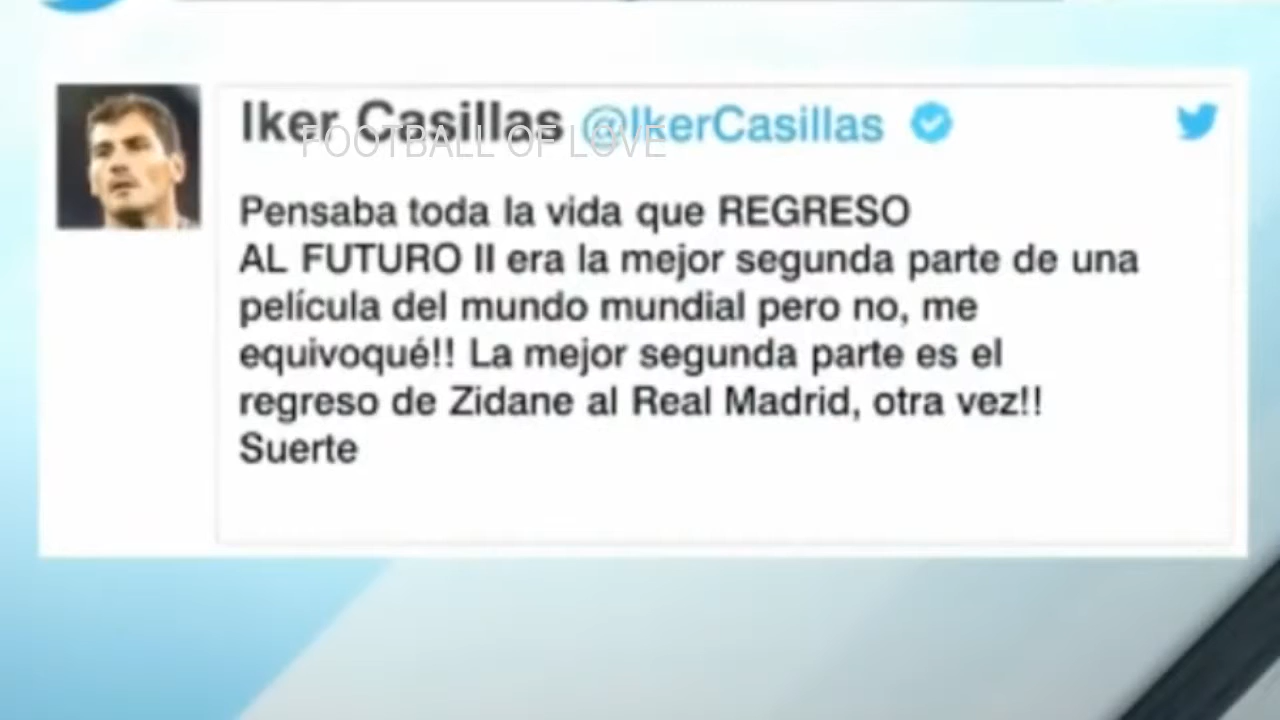 Iker Casillas @IkerCasillas
FOOTBALL OF LOVE
Pensaba toda la vida que REGRESO
AL FUTURO II era la mejor segunda parte de una
película del mundo mundial pero no, me
equivoqué!! La mejor segunda parte es el
regreso de Zidane al Real Madrid, otra vez!!
Suerte